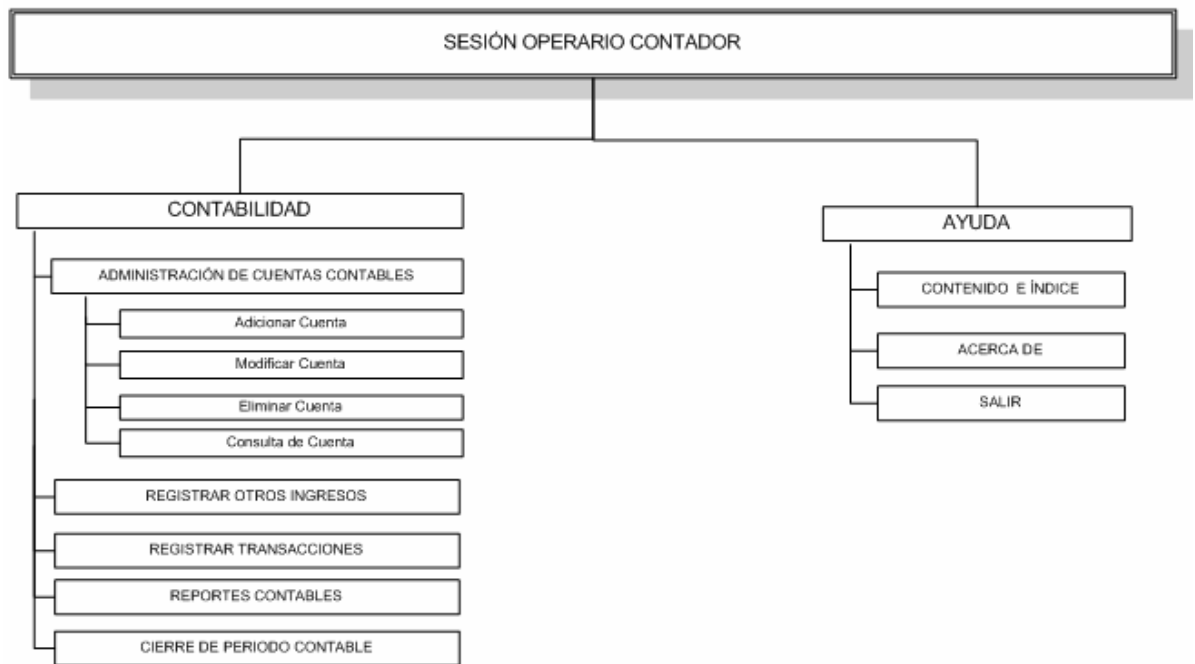 SESIÓN OPERARIO CONTADOR
CONTABILIDAD
ADMINISTRACIÓN DE CUENTAS CONTABLES
Adicionar Cuenta
Modificar Cuenta
Eliminar Cuenta
Consulta de Cuenta
REGISTRAR OTROS INGRESOS
REGISTRAR TRANSACCIONES
REPORTES CONTABLES
CIERRE DE PERIODO CONTABLE
AYUDA
CONTENIDO E ÍNDICE
ACERCA DE
SALIR